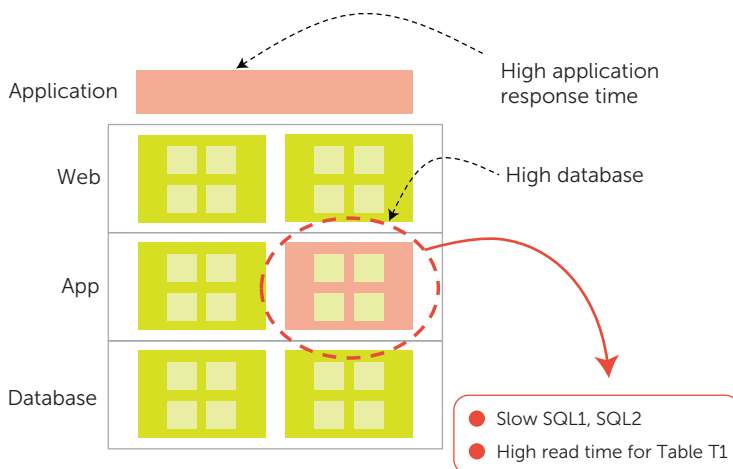 High application
response time
Application
Web
High database
App
Database
Slow SQL1, SQL2
High read time for Table T1